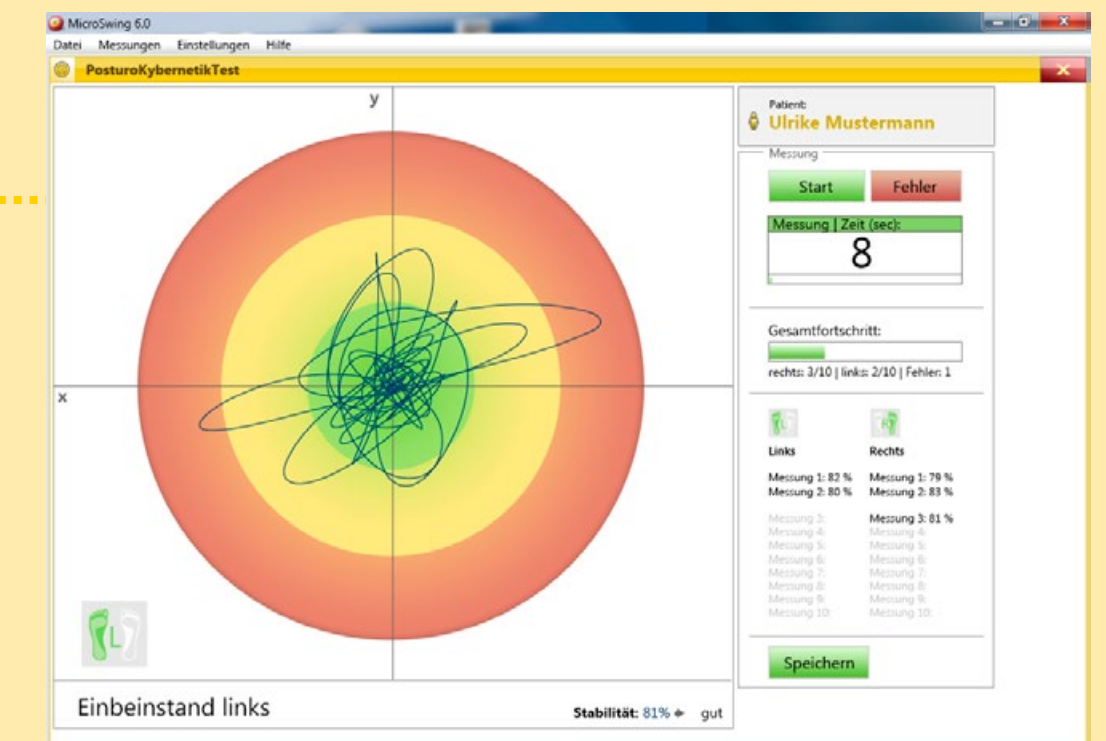 MicroSwing 6.0
Datei Messungen Einstellungen Hilfe
PosturoKybernetikTest
y
x
L
Einbeinstand links
Stabilität: 81% gut
Patient:
Ulrike Mustermann
Messung
Start Fehler
Messung | Zeit (sec):
8
Gesamtfortschritt:
rechts: 3/10 | links: 2/10 | Fehler: 1
L R
Links Rechts
Messung 1: 82 % Messung 1: 79 %
Messung 2: 80 % Messung 2: 83 %
Messung 3: Messung 3: 81 %
Messung 4: Messung 4:
Messung 5: Messung 5:
Messung 6: Messung 6:
Messung 7: Messung 7:
Messung 8: Messung 8:
Messung 9: Messung 9:
Messung 10: Messung 10:
Speichern